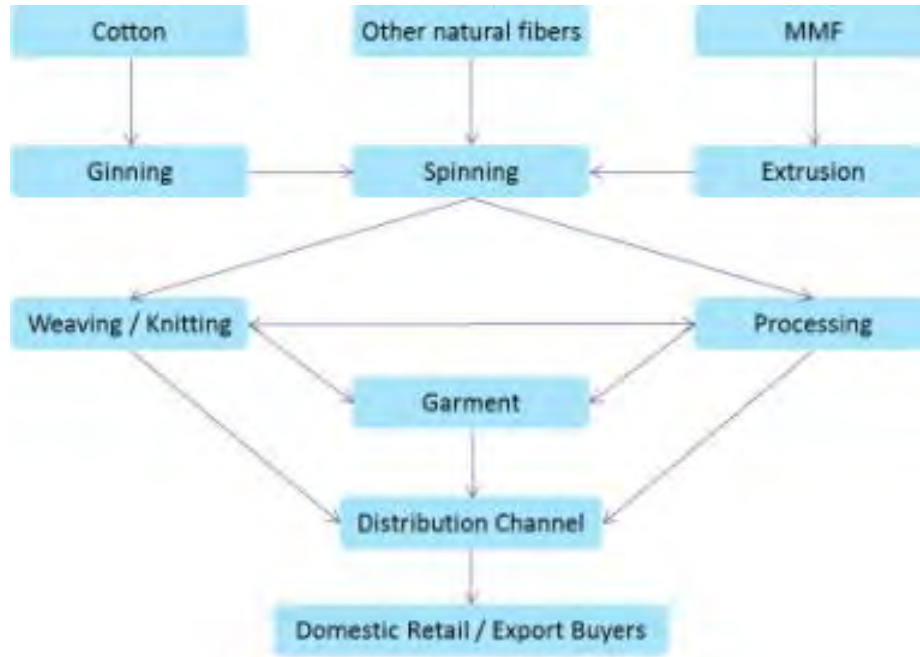 Cotton
Other natural fibers
MMF
Ginning
Spinning
Extrusion
Weaving / Knitting
Processing
Garment
Distribution Channel
Domestic Retail / Export Buyers